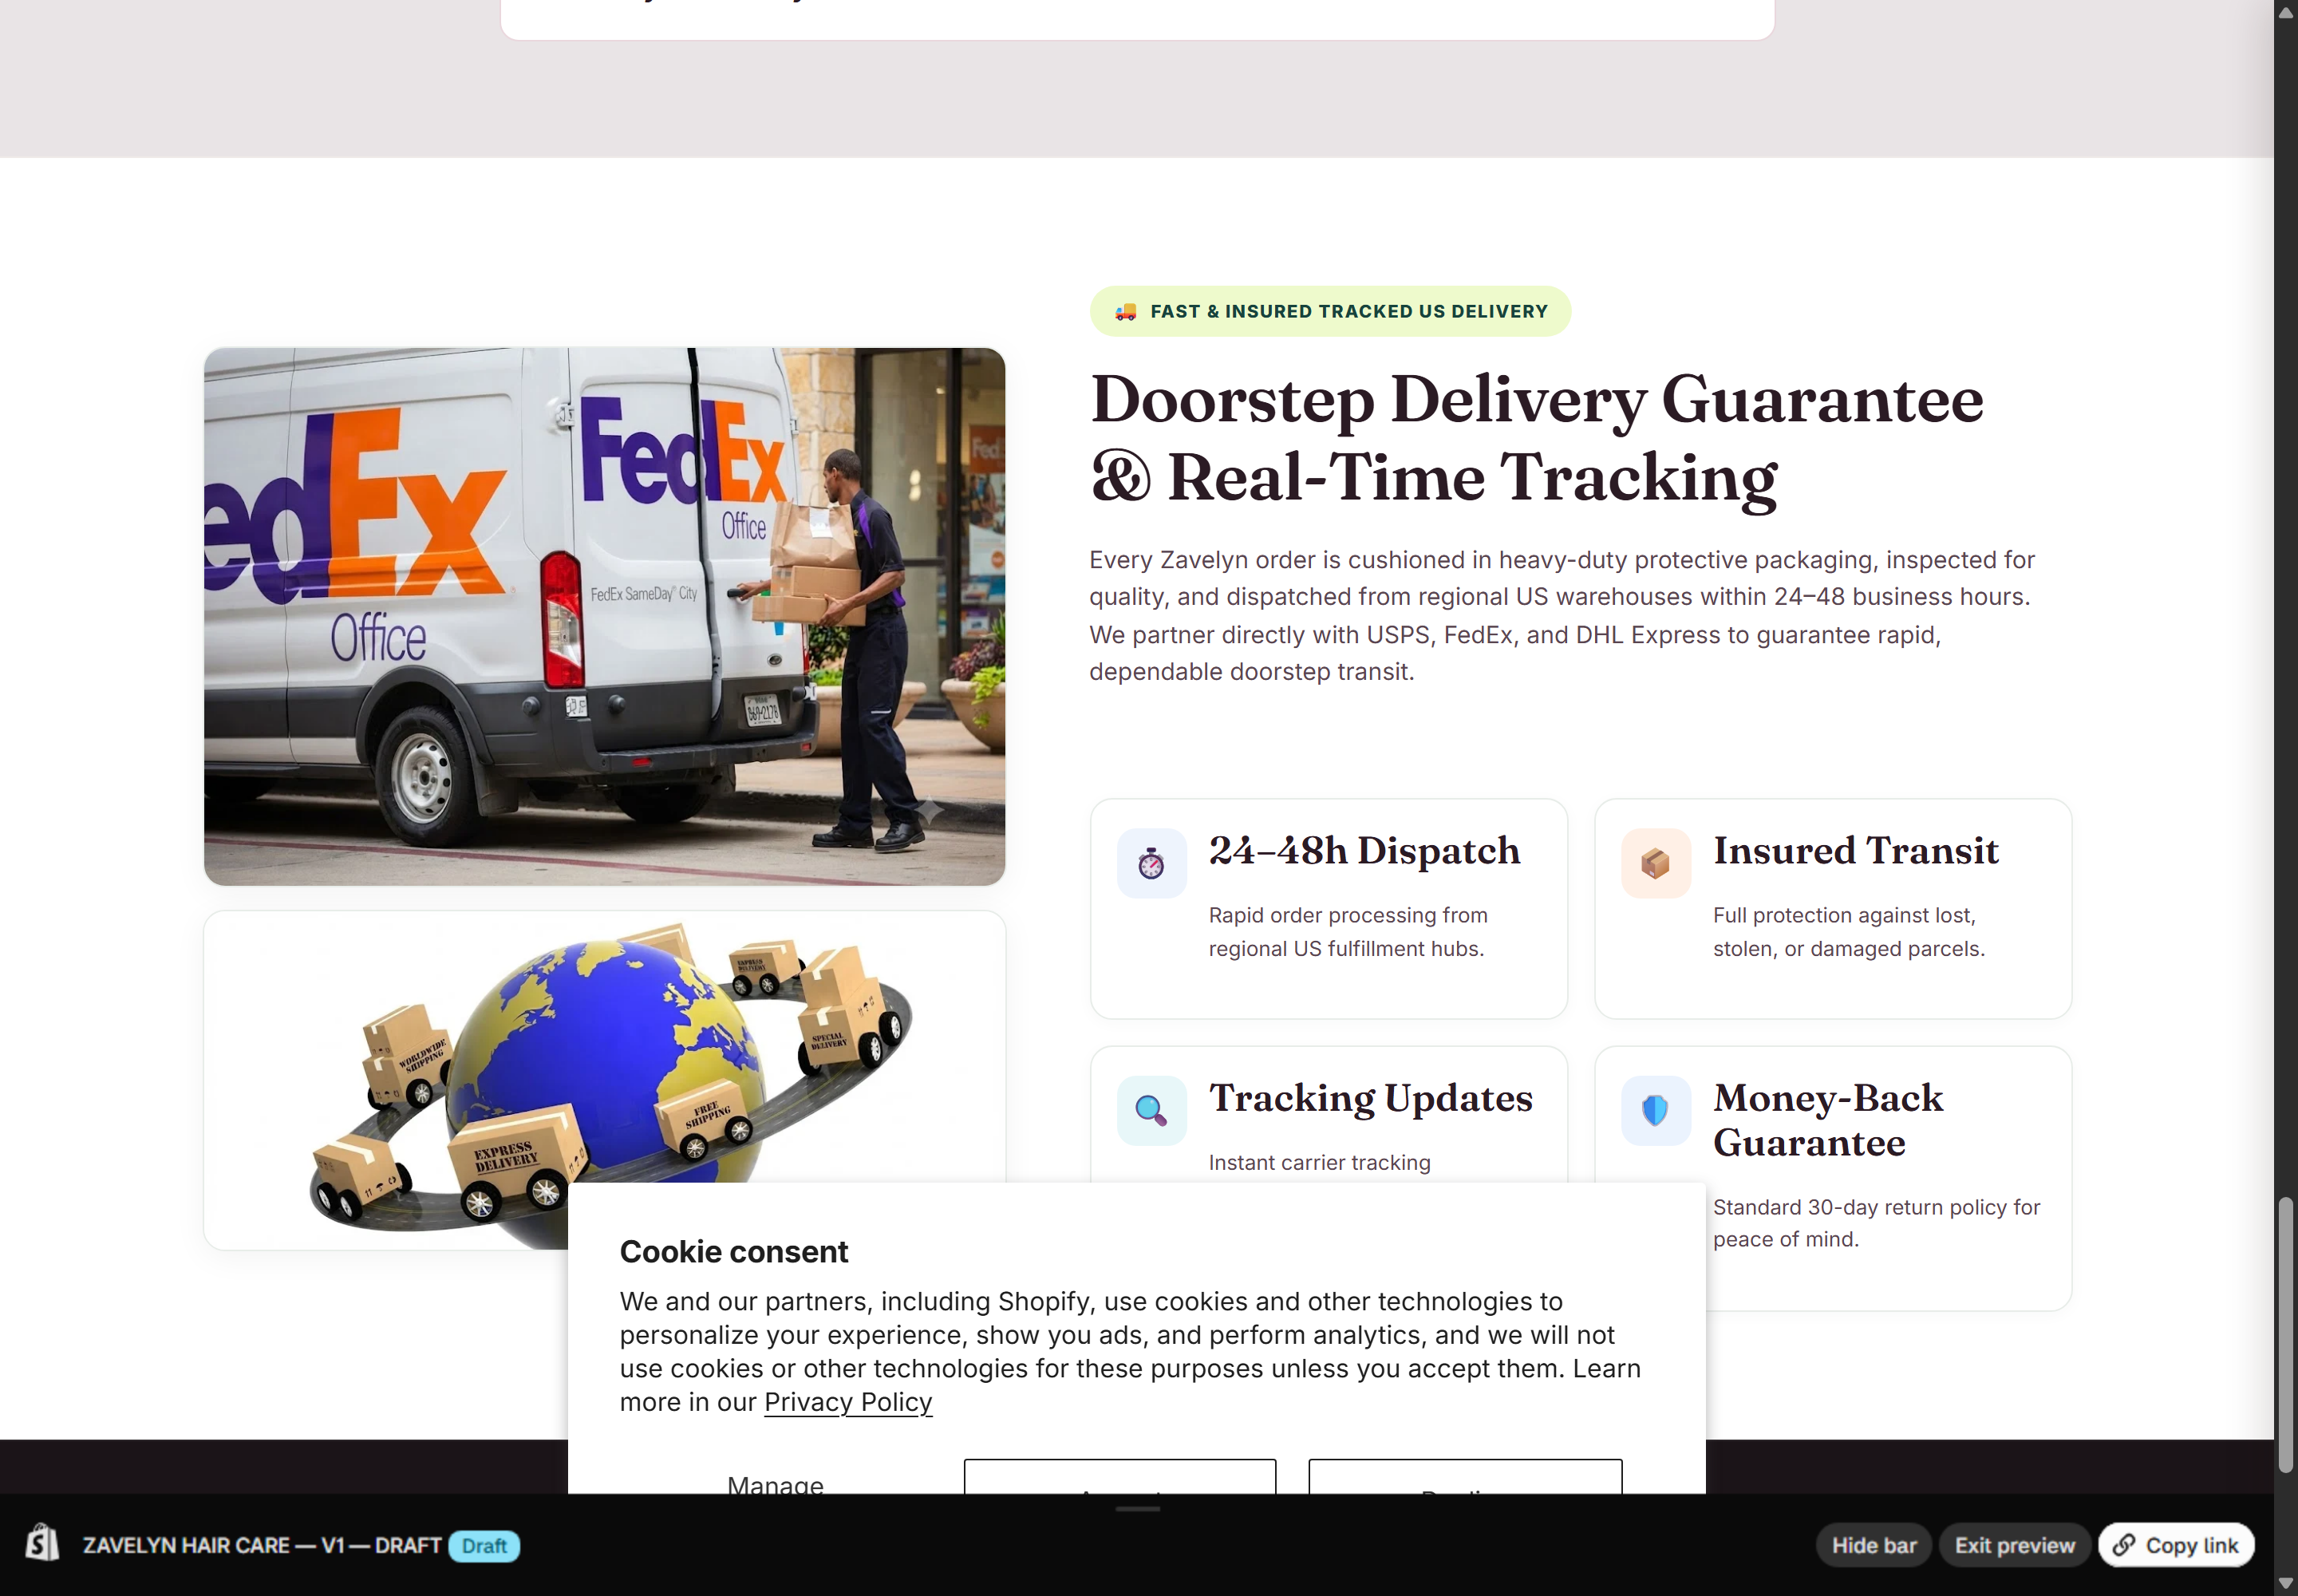 FAST & INSURED TRACKED US DELIVERY
Doorstep Delivery Guarantee
& Real-Time Tracking
Every Zavelyn order is cushioned in heavy-duty protective packaging, inspected for
quality, and dispatched from regional US warehouses within 24–48 business hours.
We partner directly with USPS, FedEx, and DHL Express to guarantee rapid,
dependable doorstep transit.
edEx
Office
FedEx
Office
FedEx SameDay City
Fed
24–48h Dispatch
Rapid order processing from
regional US fulfillment hubs.
Insured Transit
Full protection against lost,
stolen, or damaged parcels.
EXPRESS
DELIVERY
WORLDWIDE
SHIPPING
SPECIAL
DELIVERY
FREE
SHIPPING
EXPRESS
DELIVERY
Tracking Updates
Instant carrier tracking
Money-Back
Guarantee
Standard 30-day return policy for
peace of mind.
Cookie consent
We and our partners, including Shopify, use cookies and other technologies to
personalize your experience, show you ads, and perform analytics, and we will not
use cookies or other technologies for these purposes unless you accept them. Learn
more in our Privacy Policy
Manage
ZAVELYN HAIR CARE — V1 — DRAFT
Draft
Hide bar
Exit preview
Copy link